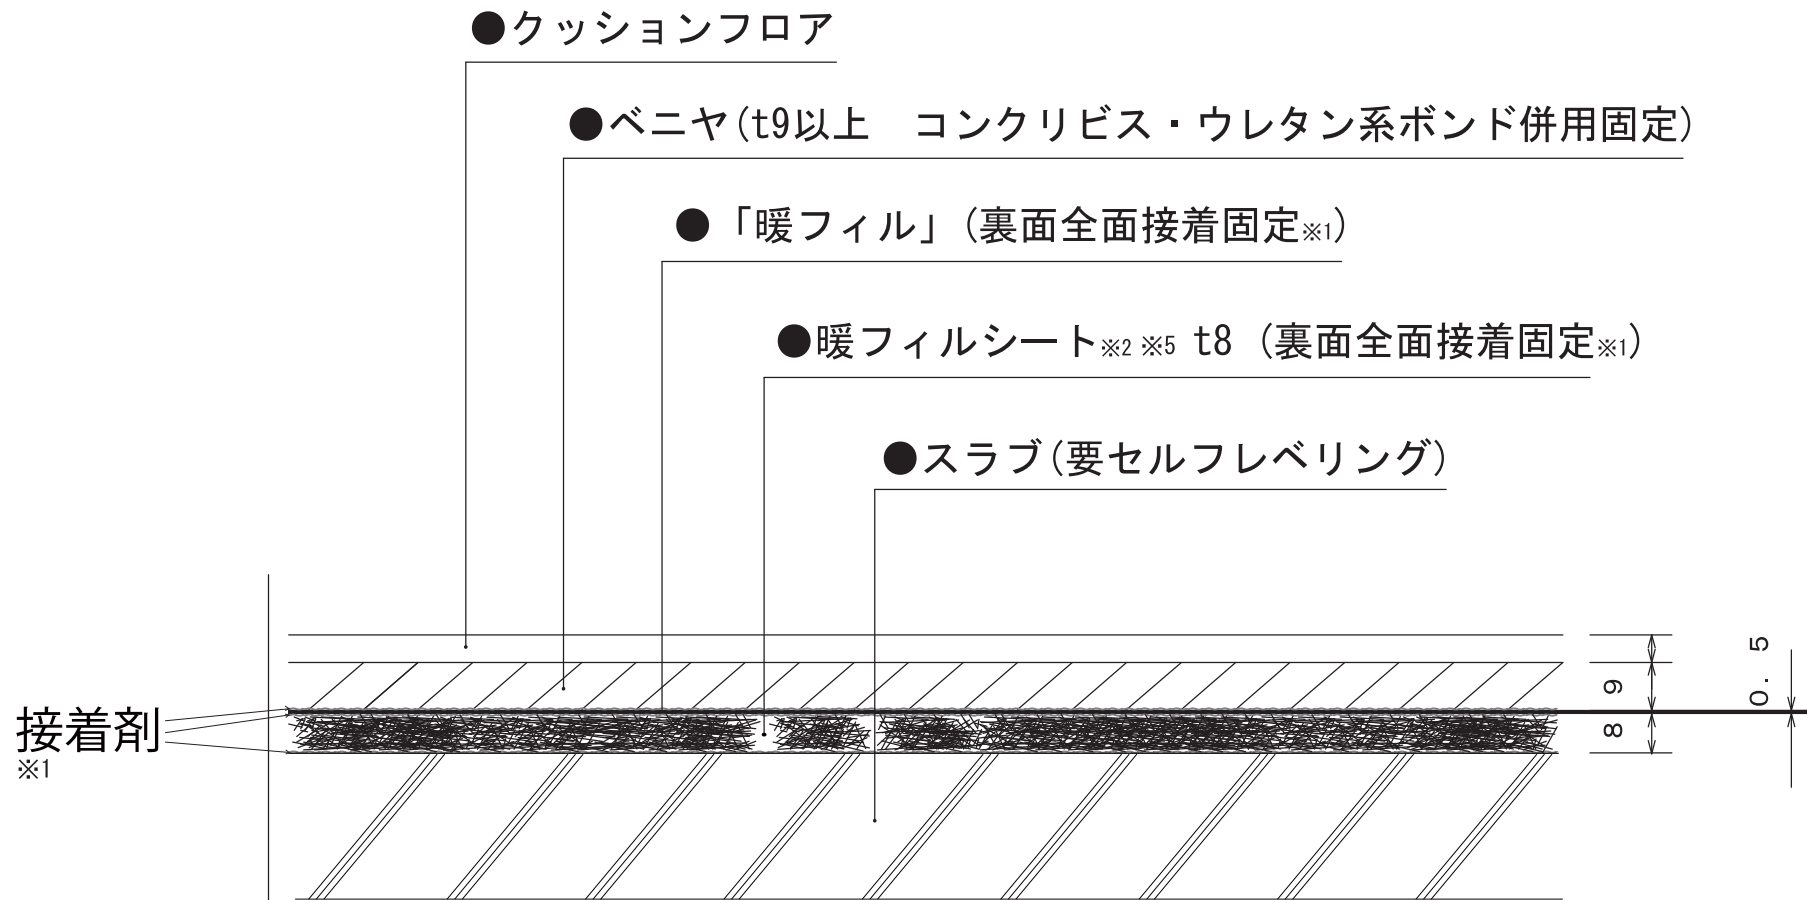 ●クッションフロア
●ベニヤ(t9以上　コンクリビス・ウレタン系ボンド併用固定)
●「暖フィル」(裏面全面接着固定※1)
●暖フィルシート※2 ※5 t8 (裏面全面接着固定※1)
●スラブ(要セルフレベリング)
接着剤
※1
9
8
0.5